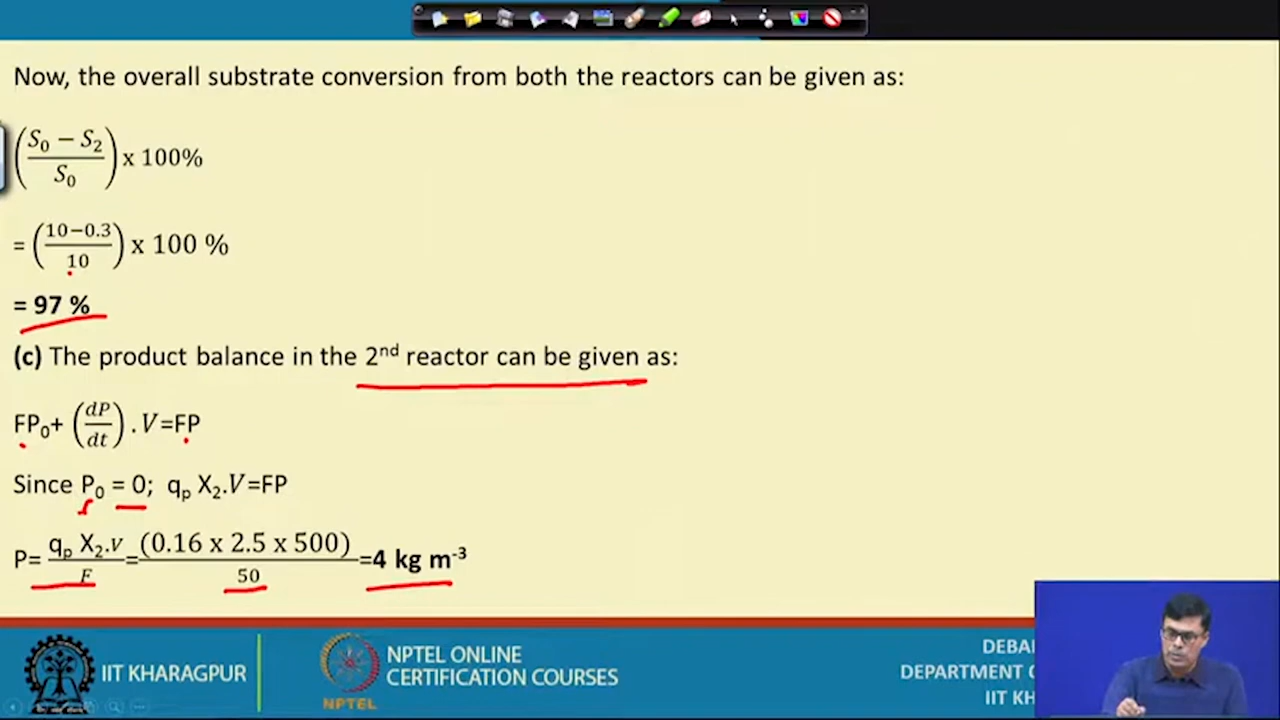 Now, the overall substrate conversion from both the reactors can be given as:
(S₀ − S₂ / S₀) x 100%
= (10−0.3 / 10) x 100 %
= 97 %
(c) The product balance in the 2ⁿᵈ reactor can be given as:
FP₀+ (dP/dt) . V=FP
Since P₀ = 0; qₚ X₂.V=FP
P= qₚ X₂.V / F = (0.16 x 2.5 x 500) / 50 =4 kg m⁻³
IIT KHARAGPUR
NPTEL
NPTEL ONLINE
CERTIFICATION COURSES
DEBA
DEPARTMENT
IIT KH